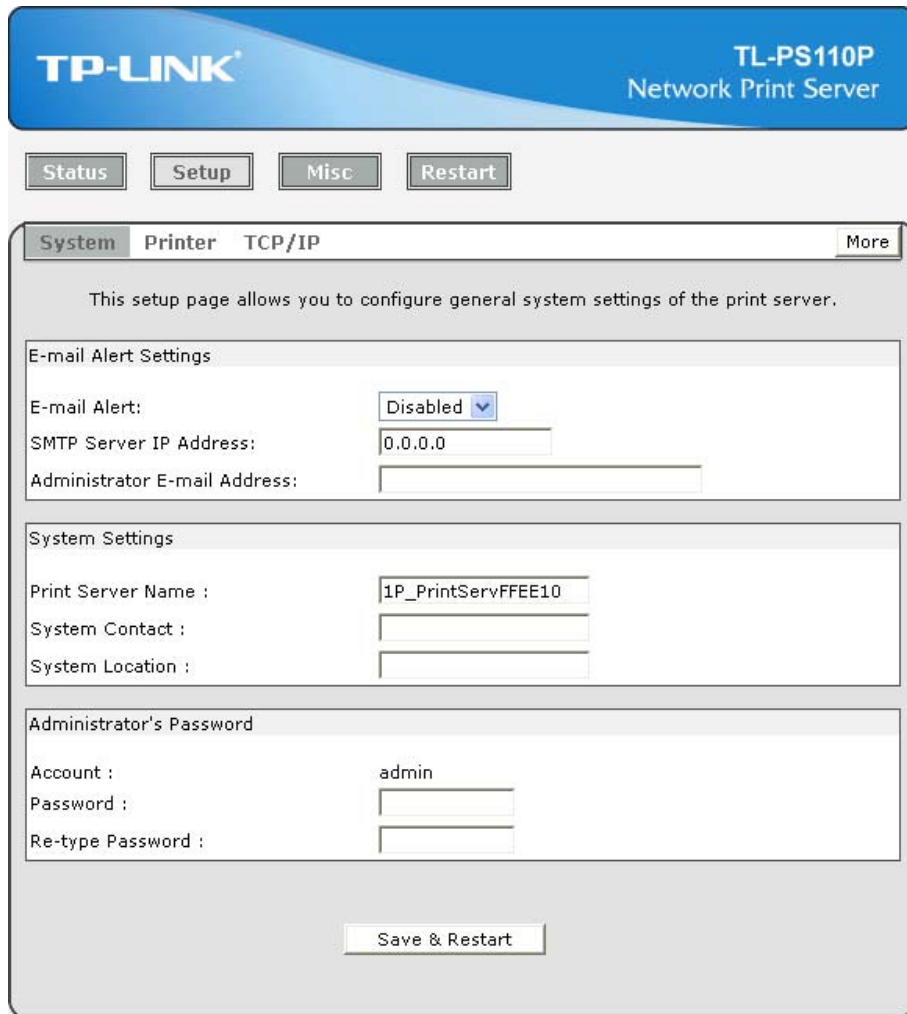 TP-LINK®
TL-PS110P
Network Print Server
Status Setup Misc Restart
System Printer TCP/IP More
This setup page allows you to configure general system settings of the print server.
E-mail Alert Settings
E-mail Alert: Disabled
SMTP Server IP Address: 0.0.0.0
Administrator E-mail Address:
System Settings
Print Server Name : 1P_PrintServFFEE10
System Contact :
System Location :
Administrator's Password
Account : admin
Password :
Re-type Password :
Save & Restart